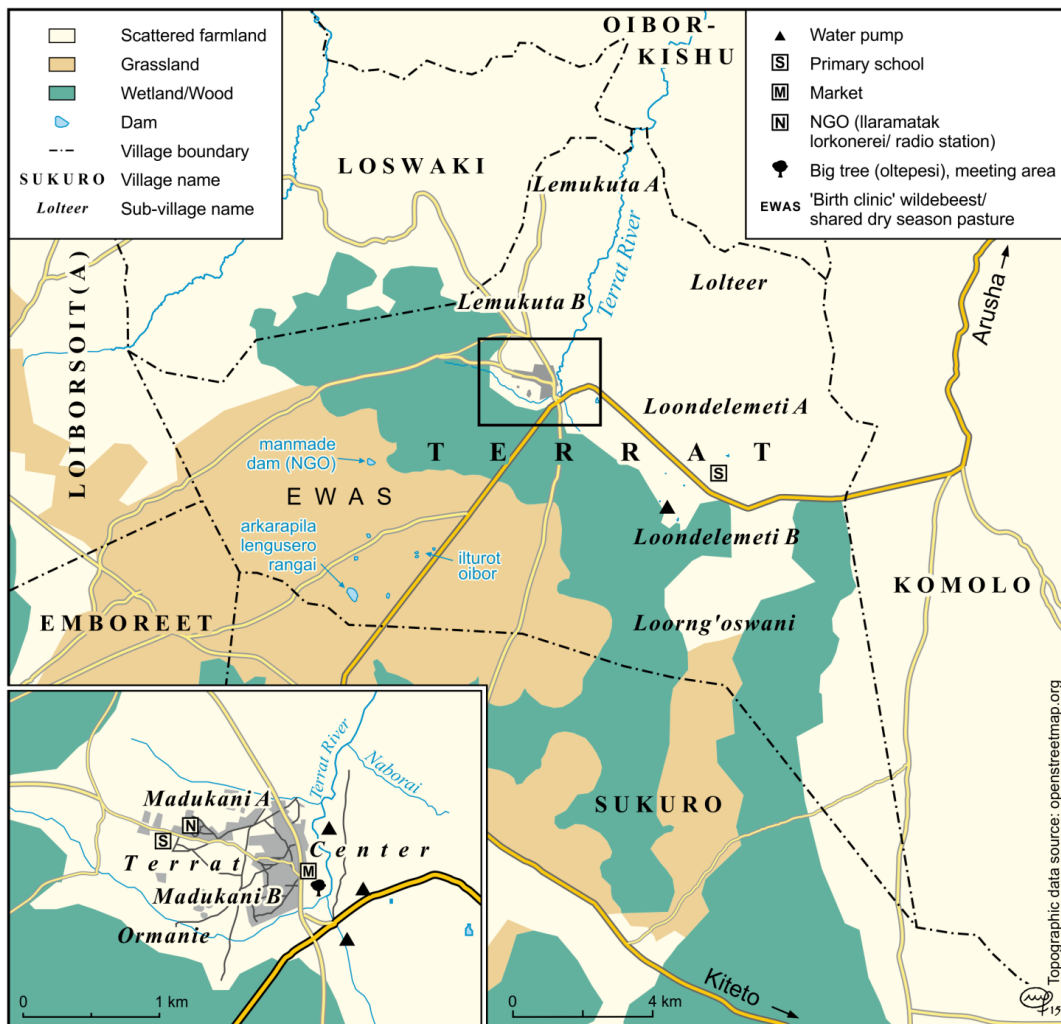 Scattered farmland
Grassland
Wetland/Wood
Dam
Village boundary
SUKURO Village name
Lolteer Sub-village name
Water pump
S Primary school
M Market
N NGO (llaramatak
lorkonerei/ radio station)
Big tree (oltepesi), meeting area
EWAS 'Birth clinic' wildebeest/
shared dry season pasture
OIBOR-
KISHU
LOSWAKI
Lemukuta A
Terrat River
Lolteer
Arusha
LOIBORSOIT(A)
Lemukuta B
Loondelemeti A
TERRAT
manmade
dam (NGO)
S
EWAS
arkarapila
lengusero
rangai
ilturot
oibor
Loondelemeti B
KOMOLO
EMBOREET
Loorng'oswani
SUKURO
Kiteto
0 4 km
Terrat River
Naborai
Madukani A
N
S
Terrat Center
M
Madukani B
Ormanie
0 1 km
Topographic data source: openstreetmap.org